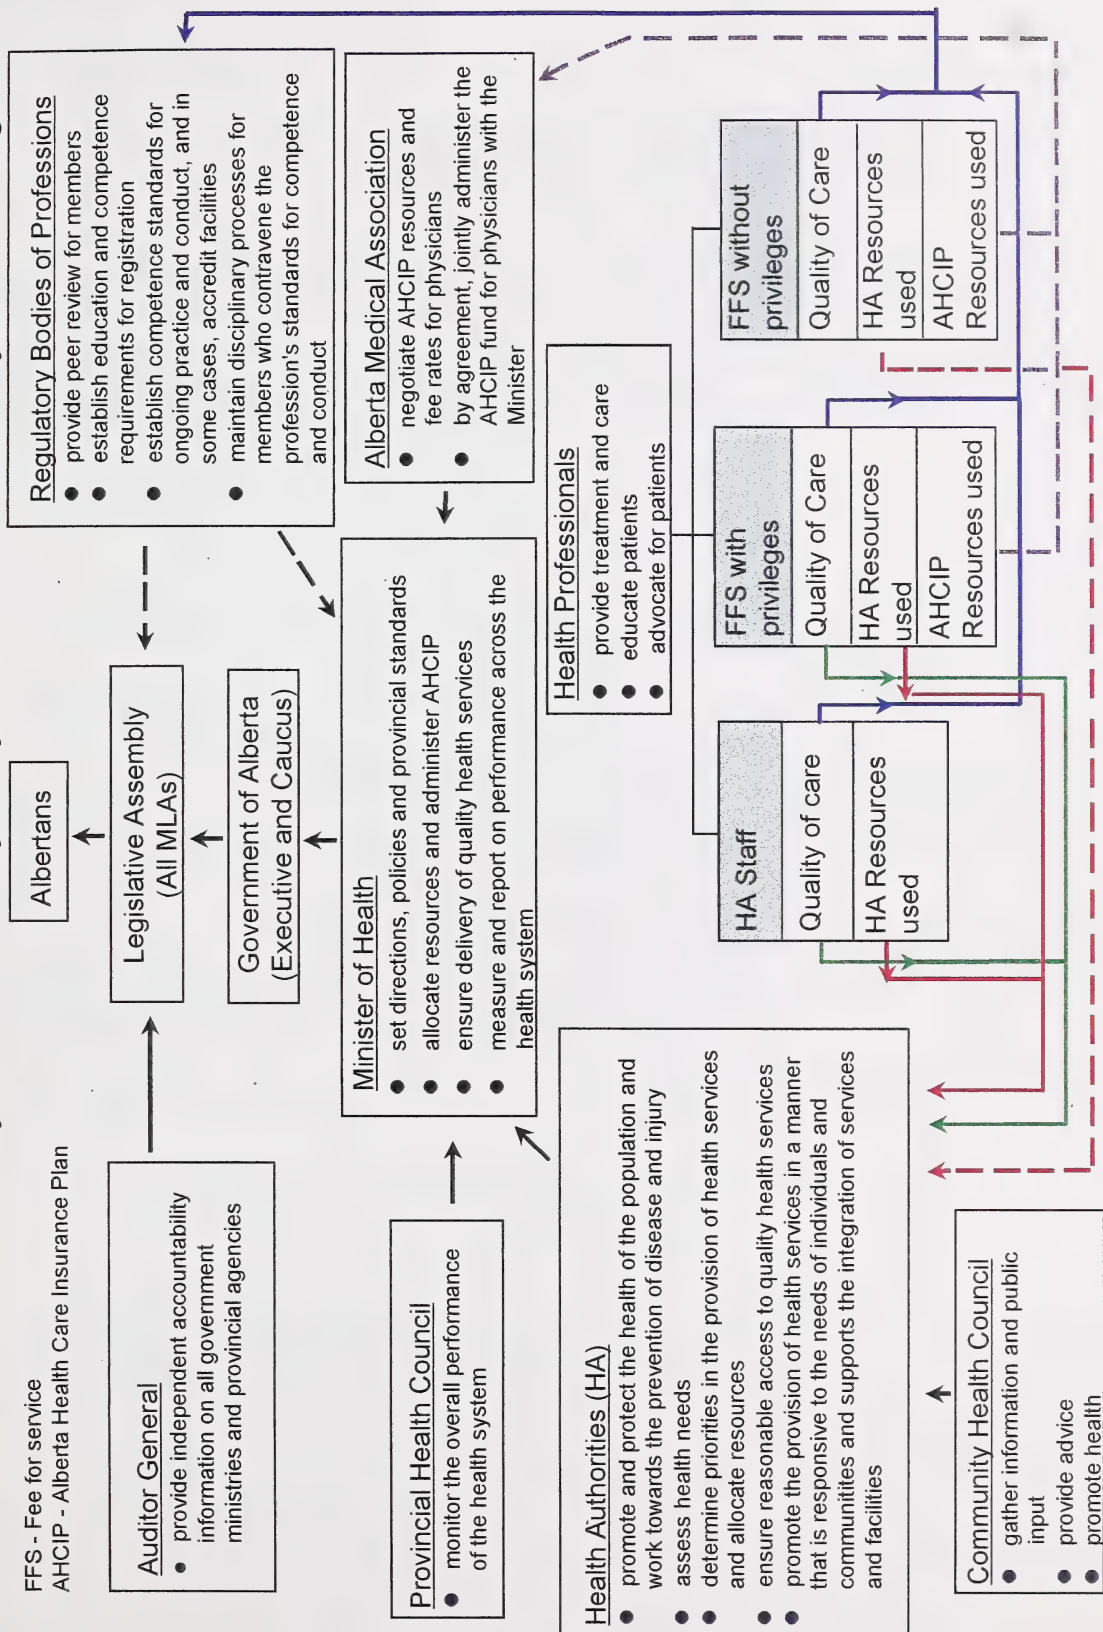 FFS - Fee for service
AHCIP - Alberta Health Care Insurance Plan
Albertans
Auditor General
● provide independent accountability
information on all government
ministries and provincial agencies
Legislative Assembly
(All MLAs)
Regulatory Bodies of Professions
● provide peer review for members
● establish education and competence
requirements for registration
● establish competence standards for
ongoing practice and conduct, and in
some cases, accredit facilities
● maintain disciplinary processes for
members who contravene the
profession's standards for competence
and conduct
Government of Alberta
(Executive and Caucus)
Provincial Health Council
● monitor the overall performance
of the health system
Minister of Health
● set directions, policies and provincial standards
● allocate resources and administer AHCIP
● ensure delivery of quality health services
● measure and report on performance across the
health system
Alberta Medical Association
● negotiate AHCIP resources and
fee rates for physicians
● by agreement, jointly administer the
AHCIP fund for physicians with the
Minister
Health Authorities (HA)
● promote and protect the health of the population and
work towards the prevention of disease and injury
● assess health needs
● determine priorities in the provision of health services
and allocate resources
● ensure reasonable access to quality health services
● promote the provision of health services in a manner
that is responsive to the needs of individuals and
communitites and supports the integration of services
and facilities
Health Professionals
● provide treatment and care
● educate patients
● advocate for patients
HA Staff
Quality of care
HA Resources
used
FFS with
privileges
Quality of Care
HA Resources
used
AHCIP
Resources used
FFS without
privileges
Quality of Care
HA Resources
used
AHCIP
Resources used
Community Health Council
● gather information and public
input
● provide advice
● promote health